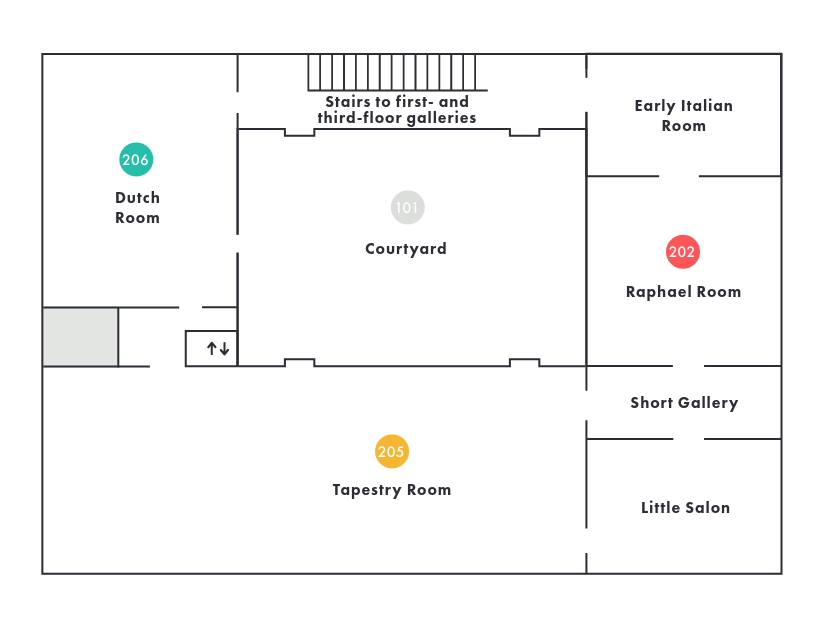 Stairs to first- and
third-floor galleries
Early Italian
Room
206
Dutch
Room
101
Courtyard
202
Raphael Room
Short Gallery
205
Tapestry Room
Little Salon